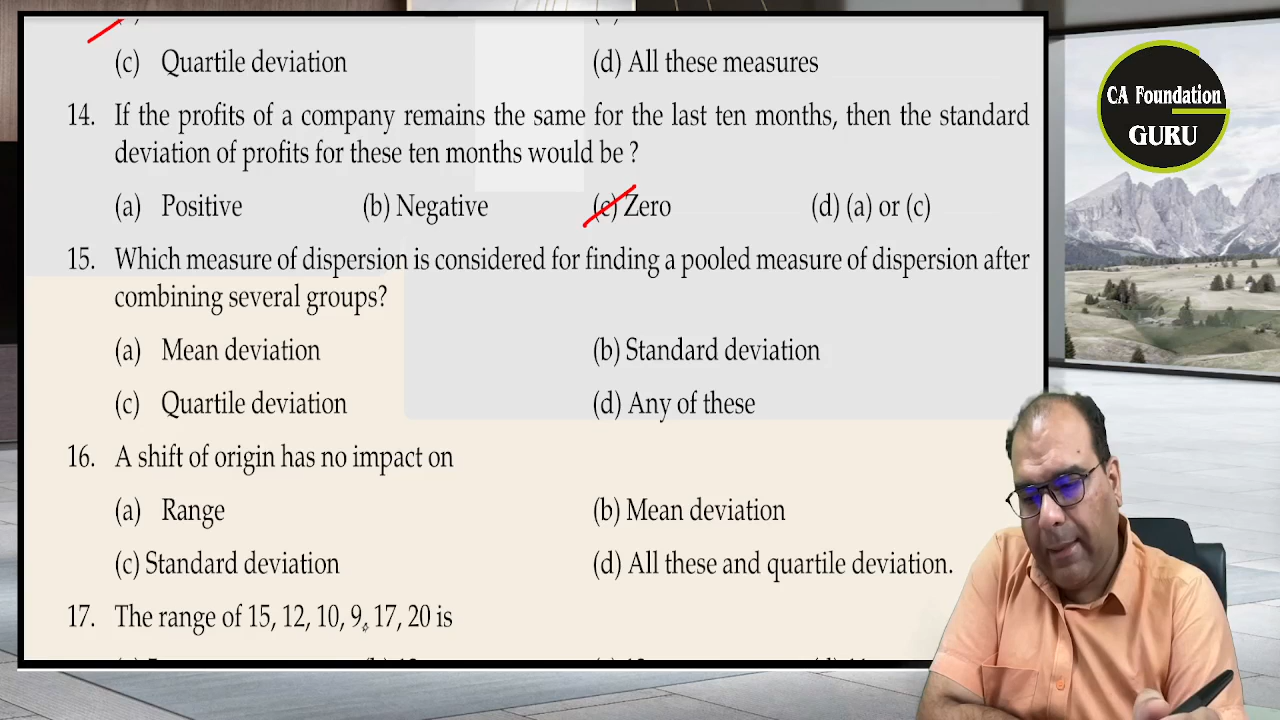 (c) Quartile deviation (d) All these measures
14. If the profits of a company remains the same for the last ten months, then the standard
deviation of profits for these ten months would be ?
(a) Positive (b) Negative (c) Zero (d) (a) or (c)
15. Which measure of dispersion is considered for finding a pooled measure of dispersion after
combining several groups?
(a) Mean deviation (b) Standard deviation
(c) Quartile deviation (d) Any of these
16. A shift of origin has no impact on
(a) Range (b) Mean deviation
(c) Standard deviation (d) All these and quartile deviation.
17. The range of 15, 12, 10, 9, 17, 20 is
CA Foundation
GURU